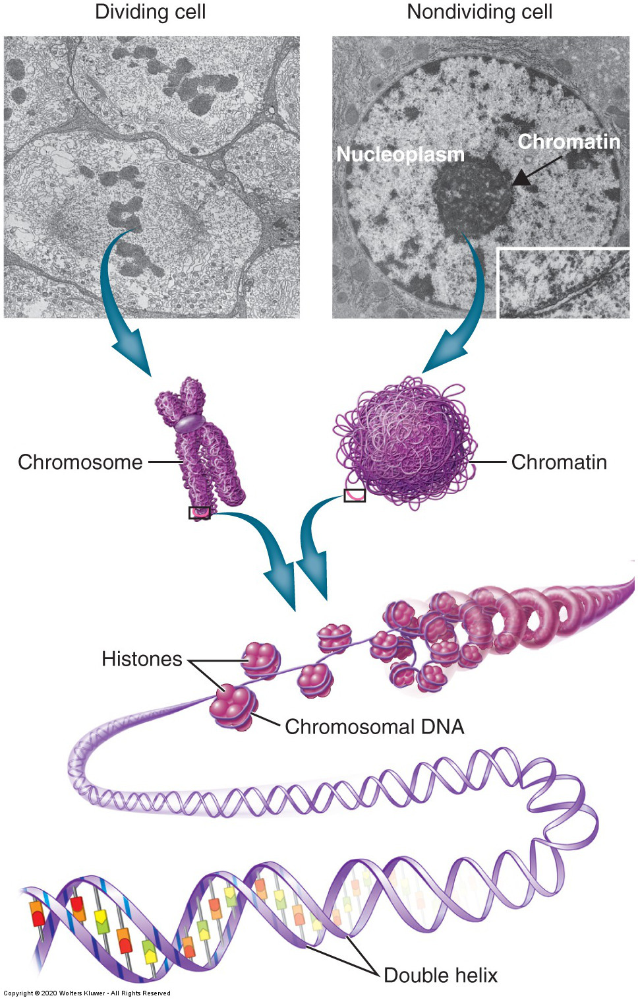 Dividing cell
Nondividing cell
Nucleoplasm
Chromatin
Chromosome
Chromatin
Histones
Chromosomal DNA
Double helix
Copyright © 2020 Wolters Kluwer • All Rights Reserved